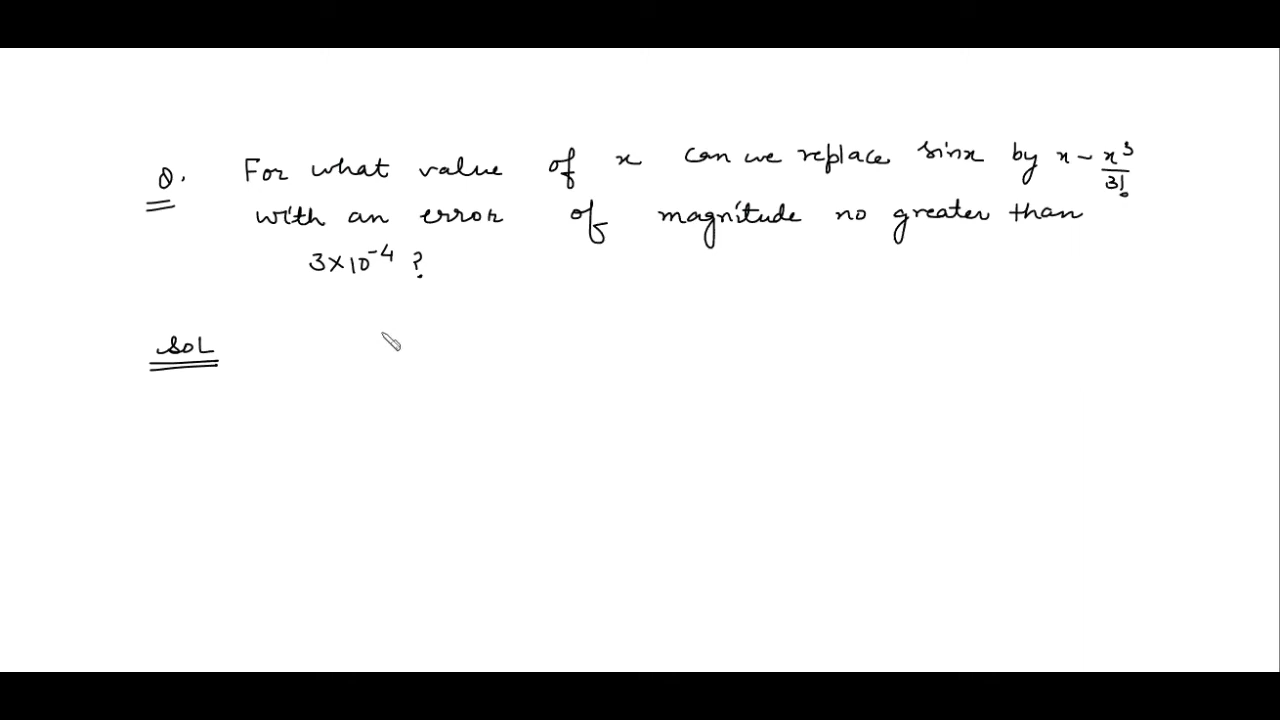 Q. For what value of x can we replace sinx by x - x³/3!
with an error of magnitude no greater than
3×10⁻⁴ ?
SOL